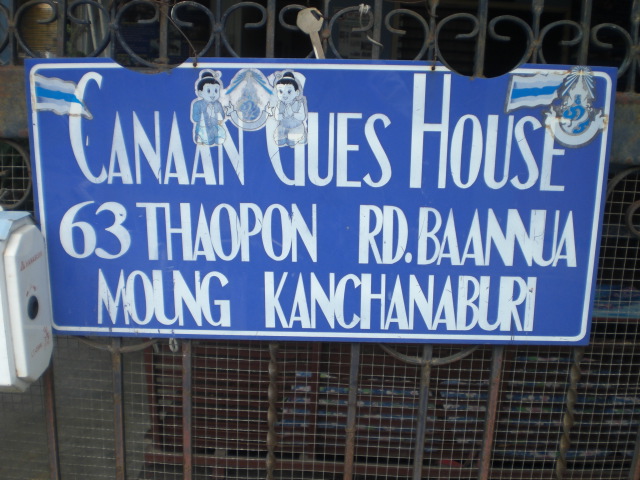 CANAAN GUES HOUSE
63 THAOPON RD. BAANNUA
MOUNG KANCHANABURI